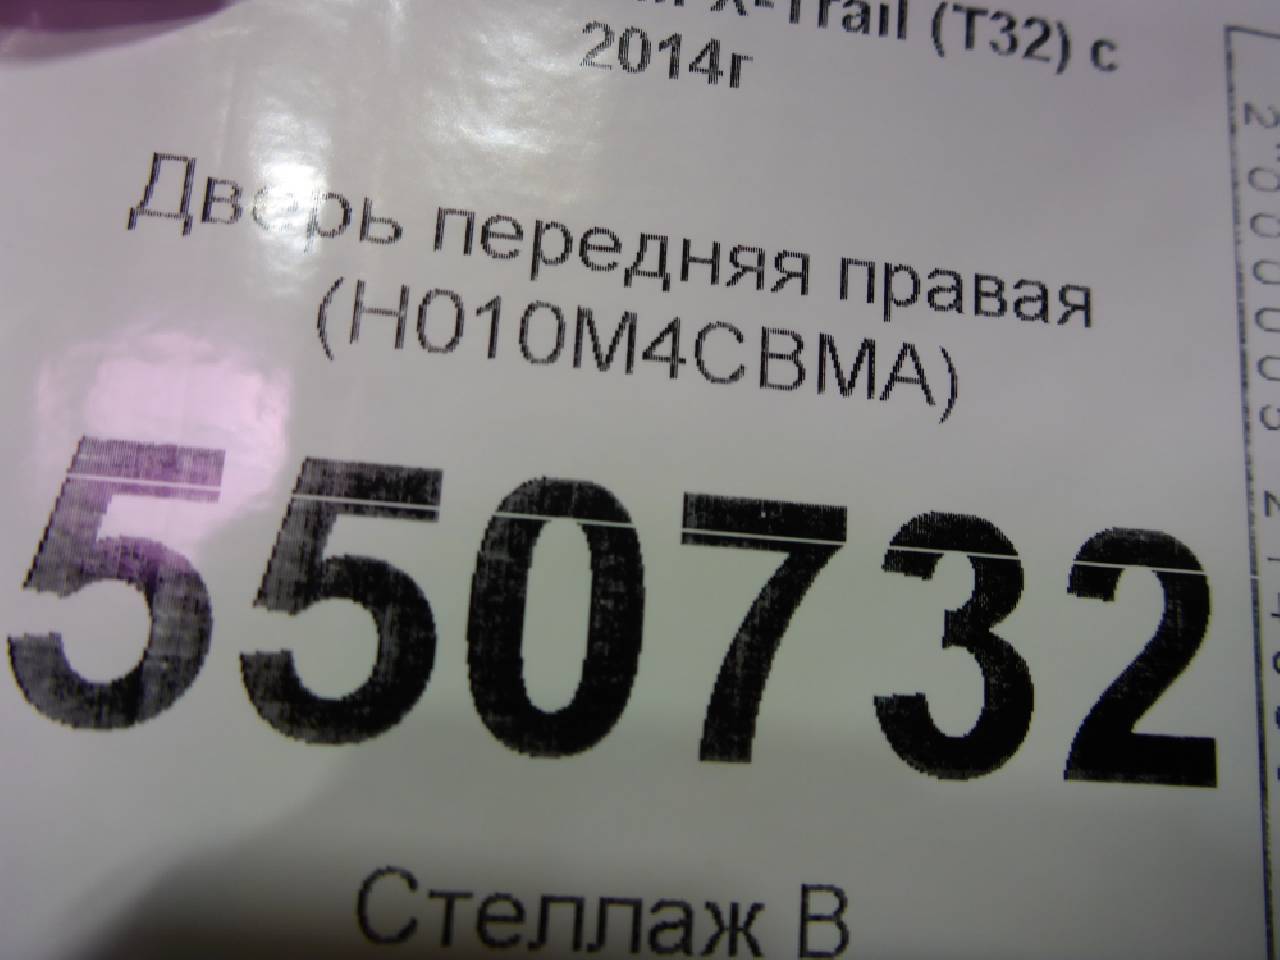 X-Trail (T32) с
2014г
Дверь передняя правая
(H010M4CBMA)
550732
Стеллаж В